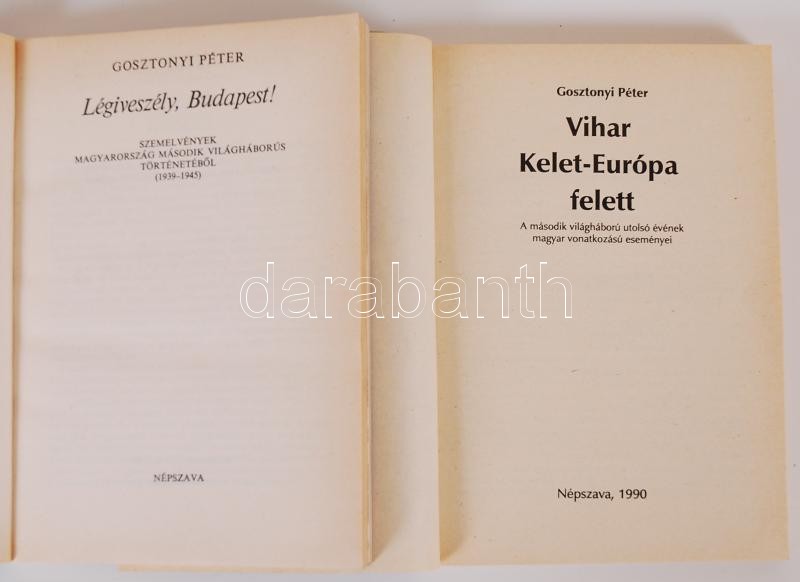 GOSZTONYI PÉTER
Légiveszély, Budapest!
SZEMELVÉNYEK
MAGYARORSZÁG MÁSODIK VILÁGHÁBORÚS
TÖRTÉNETÉBŐL
(1939–1945)
NÉPSZAVA
Gosztonyi Péter
Vihar
Kelet-Európa
felett
A második világháború utolsó évének
magyar vonatkozású eseményei
Népszava, 1990
darabanth